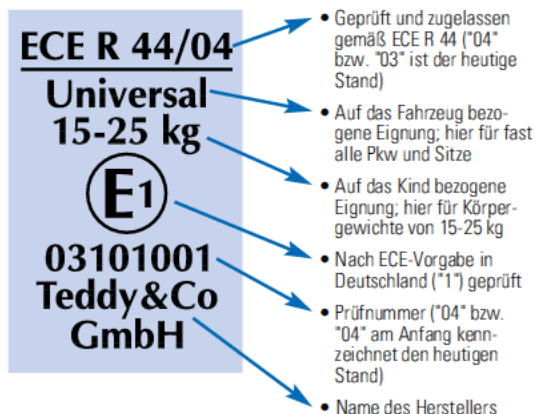 ECE R 44/04
Universal
15-25 kg
E1
03101001
Teddy&Co
GmbH
• Geprüft und zugelassen
gemäß ECE R 44 ("04"
bzw. "03" ist der heutige
Stand)
• Auf das Fahrzeug bezo-
gene Eignung; hier für fast
alle Pkw und Sitze
• Auf das Kind bezogene
Eignung; hier für Körper-
gewichte von 15-25 kg
• Nach ECE-Vorgabe in
Deutschland ("1") geprüft
• Prüfnummer ("04" bzw.
"04" am Anfang kenn-
zeichnet den heutigen
Stand)
• Name des Herstellers